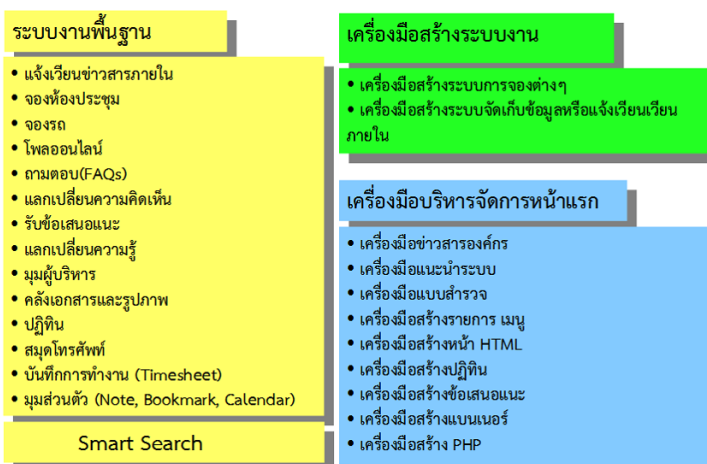 ระบบงานพื้นฐาน
• แจ้งเวียนข่าวสารภายใน
• จองห้องประชุม
• จองรถ
• โพลออนไลน์
• ถามตอบ(FAQs)
• แลกเปลี่ยนความคิดเห็น
• รับข้อเสนอแนะ
• แลกเปลี่ยนความรู้
• มุมผู้บริหาร
• คลังเอกสารและรูปภาพ
• ปฏิทิน
• สมุดโทรศัพท์
• บันทึกการทำงาน (Timesheet)
• มุมส่วนตัว (Note, Bookmark, Calendar)
Smart Search
เครื่องมือสร้างระบบงาน
• เครื่องมือสร้างระบบการจองต่างๆ
• เครื่องมือสร้างระบบจัดเก็บข้อมูลหรือแจ้งเวียนเวียน
ภายใน
เครื่องมือบริหารจัดการหน้าแรก
• เครื่องมือข่าวสารองค์กร
• เครื่องมือแนะนำระบบ
• เครื่องมือแบบสำรวจ
• เครื่องมือสร้างรายการ เมนู
• เครื่องมือสร้างหน้า HTML
• เครื่องมือสร้างปฏิทิน
• เครื่องมือสร้างข้อเสนอแนะ
• เครื่องมือสร้างแบนเนอร์
• เครื่องมือสร้าง PHP